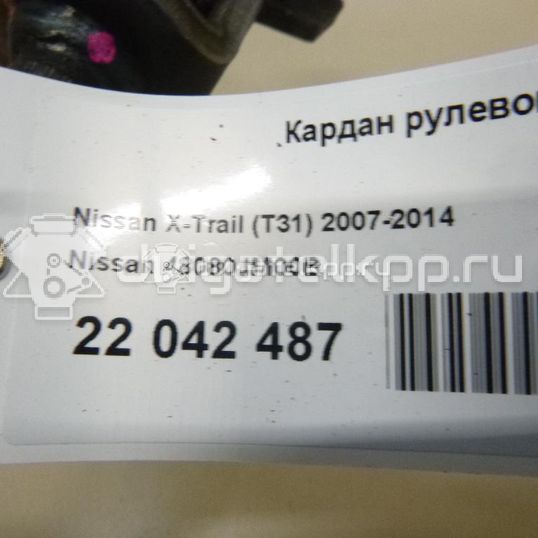 Кардан рулевой
Nissan X-Trail (T31) 2007-2014
Nissan
22 042 487